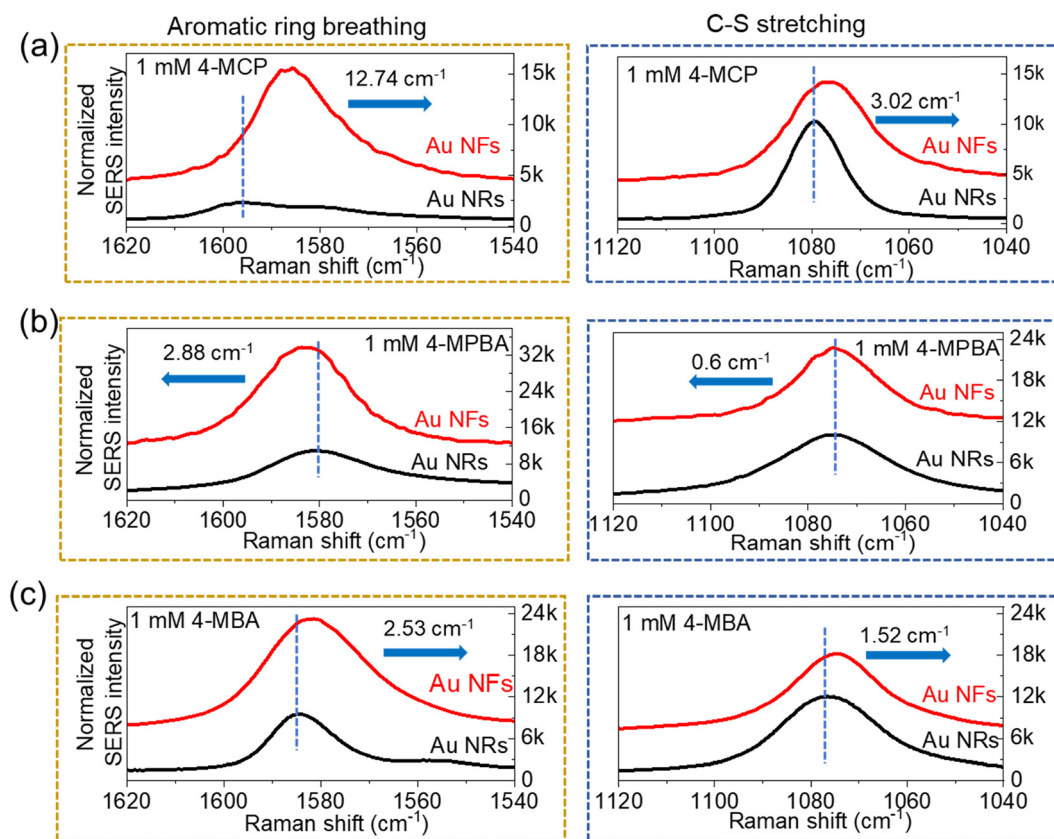 Aromatic ring breathing
C-S stretching
(a)
Normalized
SERS intensity
1 mM 4-MCP
12.74 cm⁻¹
Au NFs
Au NRs
15k
10k
5k
0
1620 1600 1580 1560 1540
Raman shift (cm⁻¹)
1 mM 4-MCP
3.02 cm⁻¹
Au NFs
Au NRs
15k
10k
5k
0
1120 1100 1080 1060 1040
Raman shift (cm⁻¹)
(b)
Normalized
SERS intensity
1 mM 4-MPBA
2.88 cm⁻¹
Au NFs
Au NRs
32k
24k
16k
8k
0
1620 1600 1580 1560 1540
Raman shift (cm⁻¹)
1 mM 4-MPBA
0.6 cm⁻¹
Au NFs
Au NRs
24k
18k
12k
6k
0
1120 1100 1080 1060 1040
Raman shift (cm⁻¹)
(c)
Normalized
SERS intensity
1 mM 4-MBA
2.53 cm⁻¹
Au NFs
Au NRs
24k
18k
12k
6k
0
1620 1600 1580 1560 1540
Raman shift (cm⁻¹)
1 mM 4-MBA
1.52 cm⁻¹
Au NFs
Au NRs
24k
18k
12k
6k
0
1120 1100 1080 1060 1040
Raman shift (cm⁻¹)